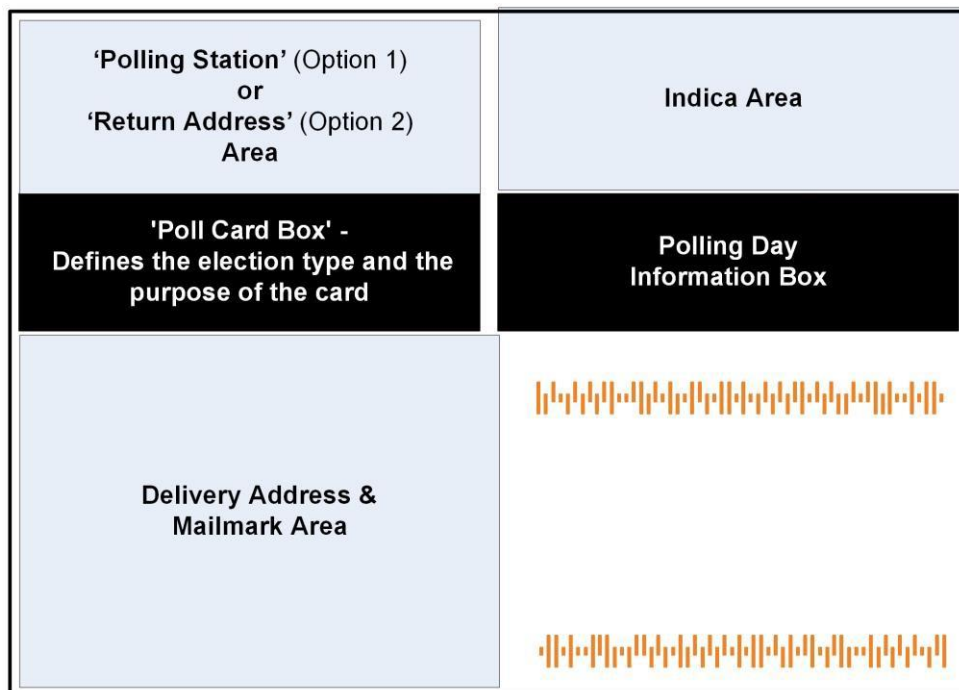 ‘Polling Station’ (Option 1)
or
‘Return Address’ (Option 2)
Area
Indica Area
'Poll Card Box' -
Defines the election type and the
purpose of the card
Polling Day
Information Box
Delivery Address &
Mailmark Area